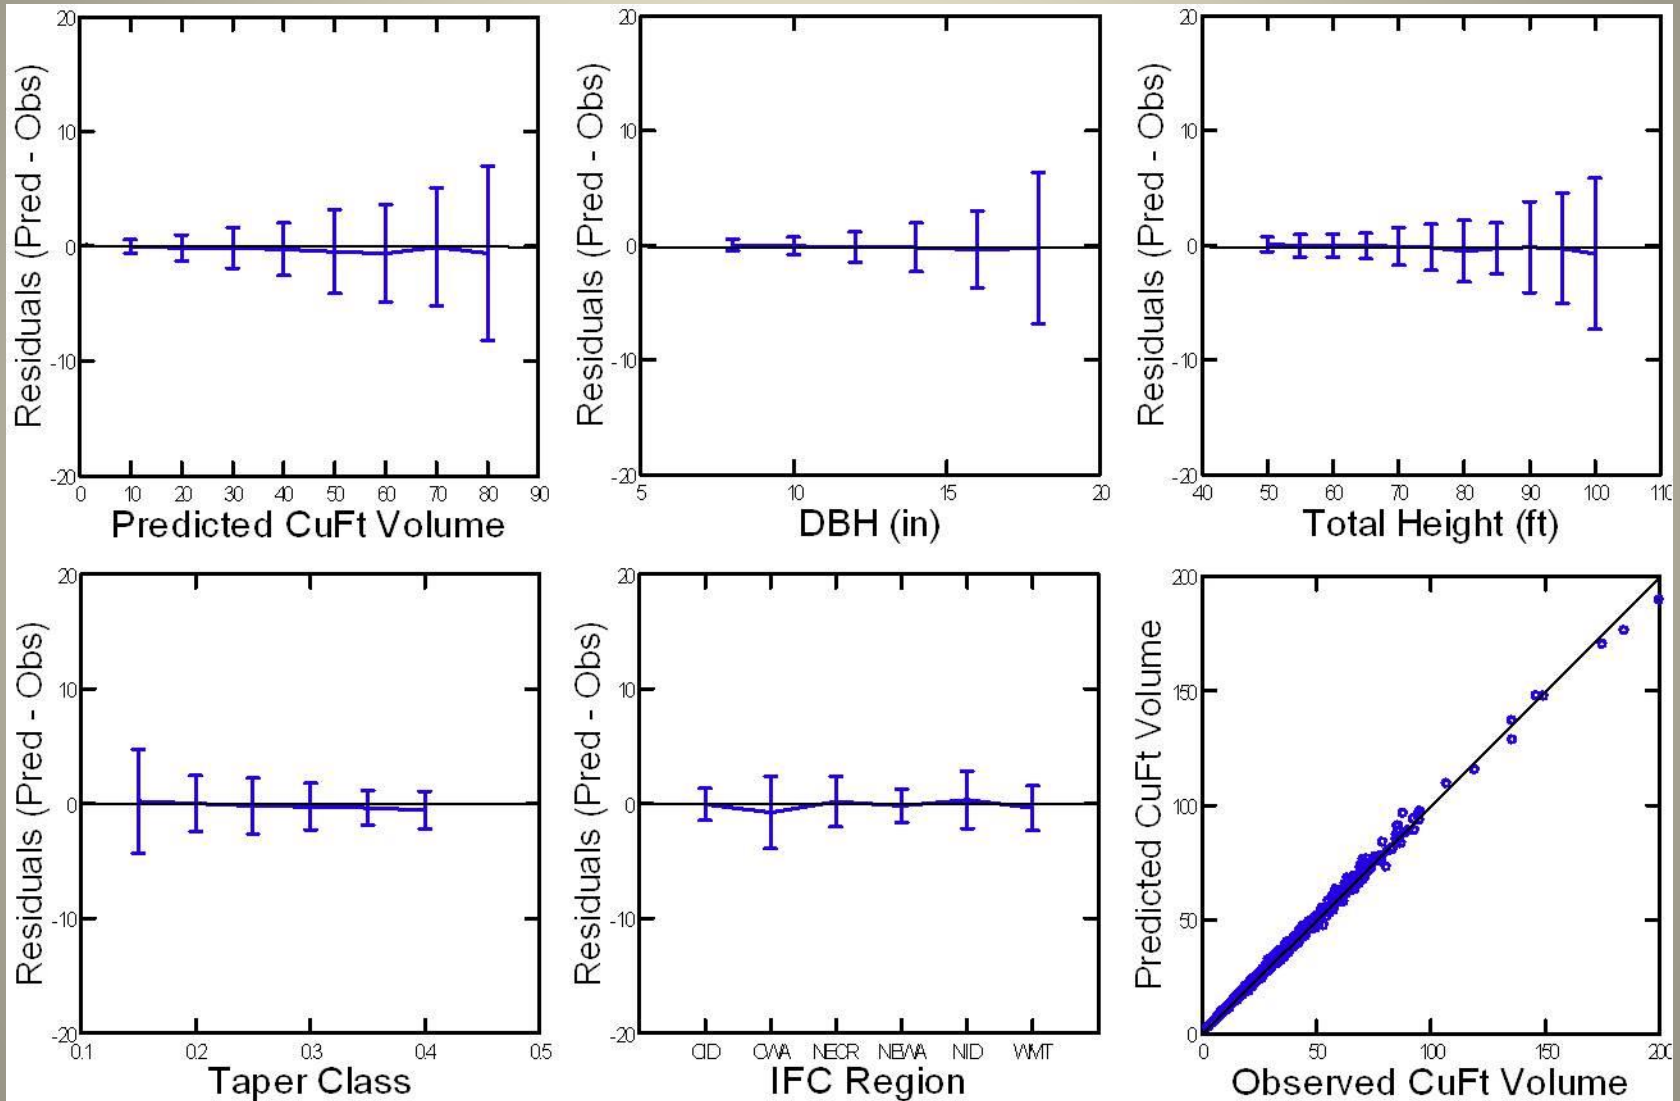 20
10
0
-10
-20
0 10 20 30 40 50 60 70 80 90
Residuals (Pred - Obs)
Predicted CuFt Volume
20
10
0
-10
-20
5 10 15 20
Residuals (Pred - Obs)
DBH (in)
20
10
0
-10
-20
40 50 60 70 80 90 100 110
Residuals (Pred - Obs)
Total Height (ft)
20
10
0
-10
-20
0.1 0.2 0.3 0.4 0.5
Residuals (Pred - Obs)
Taper Class
20
10
0
-10
-20
CID CWA NECR NEWA NID WMT
Residuals (Pred - Obs)
IFC Region
200
150
100
50
0
0 50 100 150 200
Predicted CuFt Volume
Observed CuFt Volume